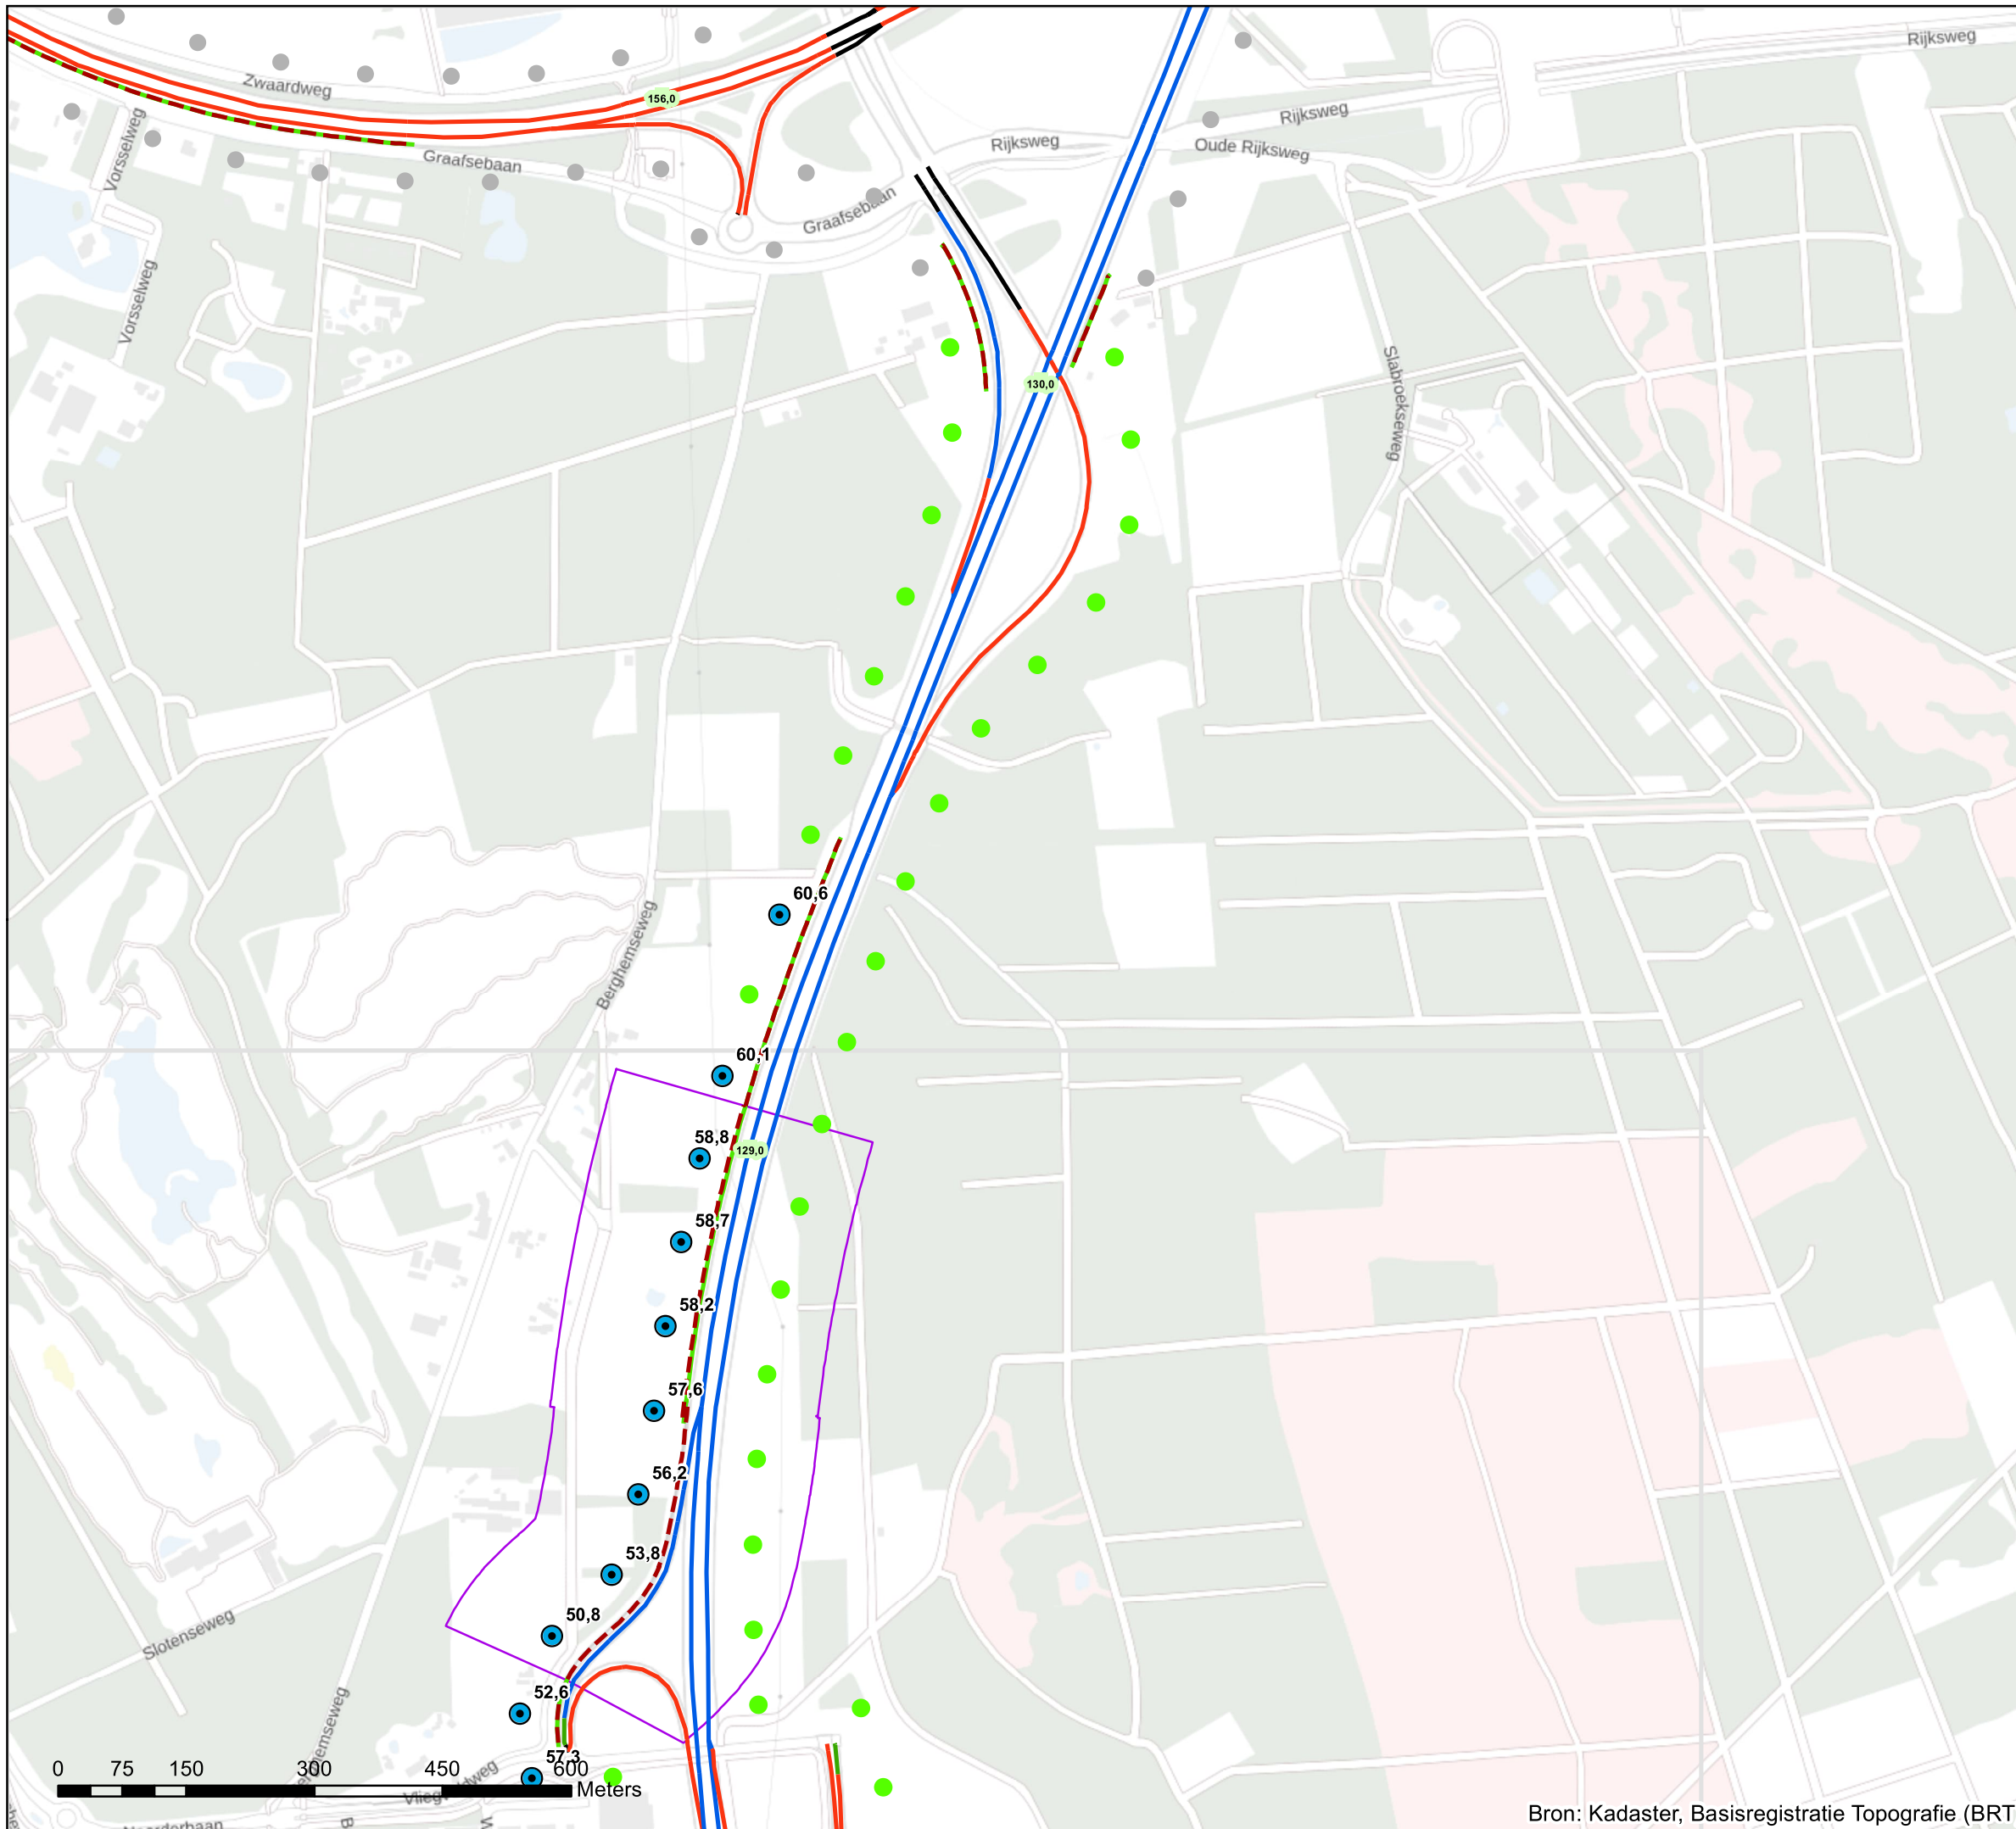 Rijksweg
Zwaardweg
156,0
Vorsselweg
Graafsebaan
Rijksweg
Rijksweg
Oude Rijksweg
Graafsebaan
Vorsselweg
Slabroekseweg
130,0
60,6
Berghemseweg
60,1
58,8
129,0
58,7
58,2
57,6
56,2
53,8
50,8
Slotenseweg
52,6
57,3
0 75 150 300 450 600
Meters
Bron: Kadaster, Basisregistratie Topografie (BRT